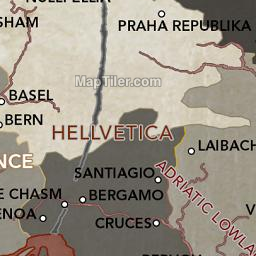 SHAM
PRAHA REPUBLIKA
MapTiler.com
BASEL
BERN
HELLVETICA
LAIBACH
NCE
SANTIAGIO
E CHASM
BERGAMO
ADRIATIC LOWLA
ENOA
CRUCES